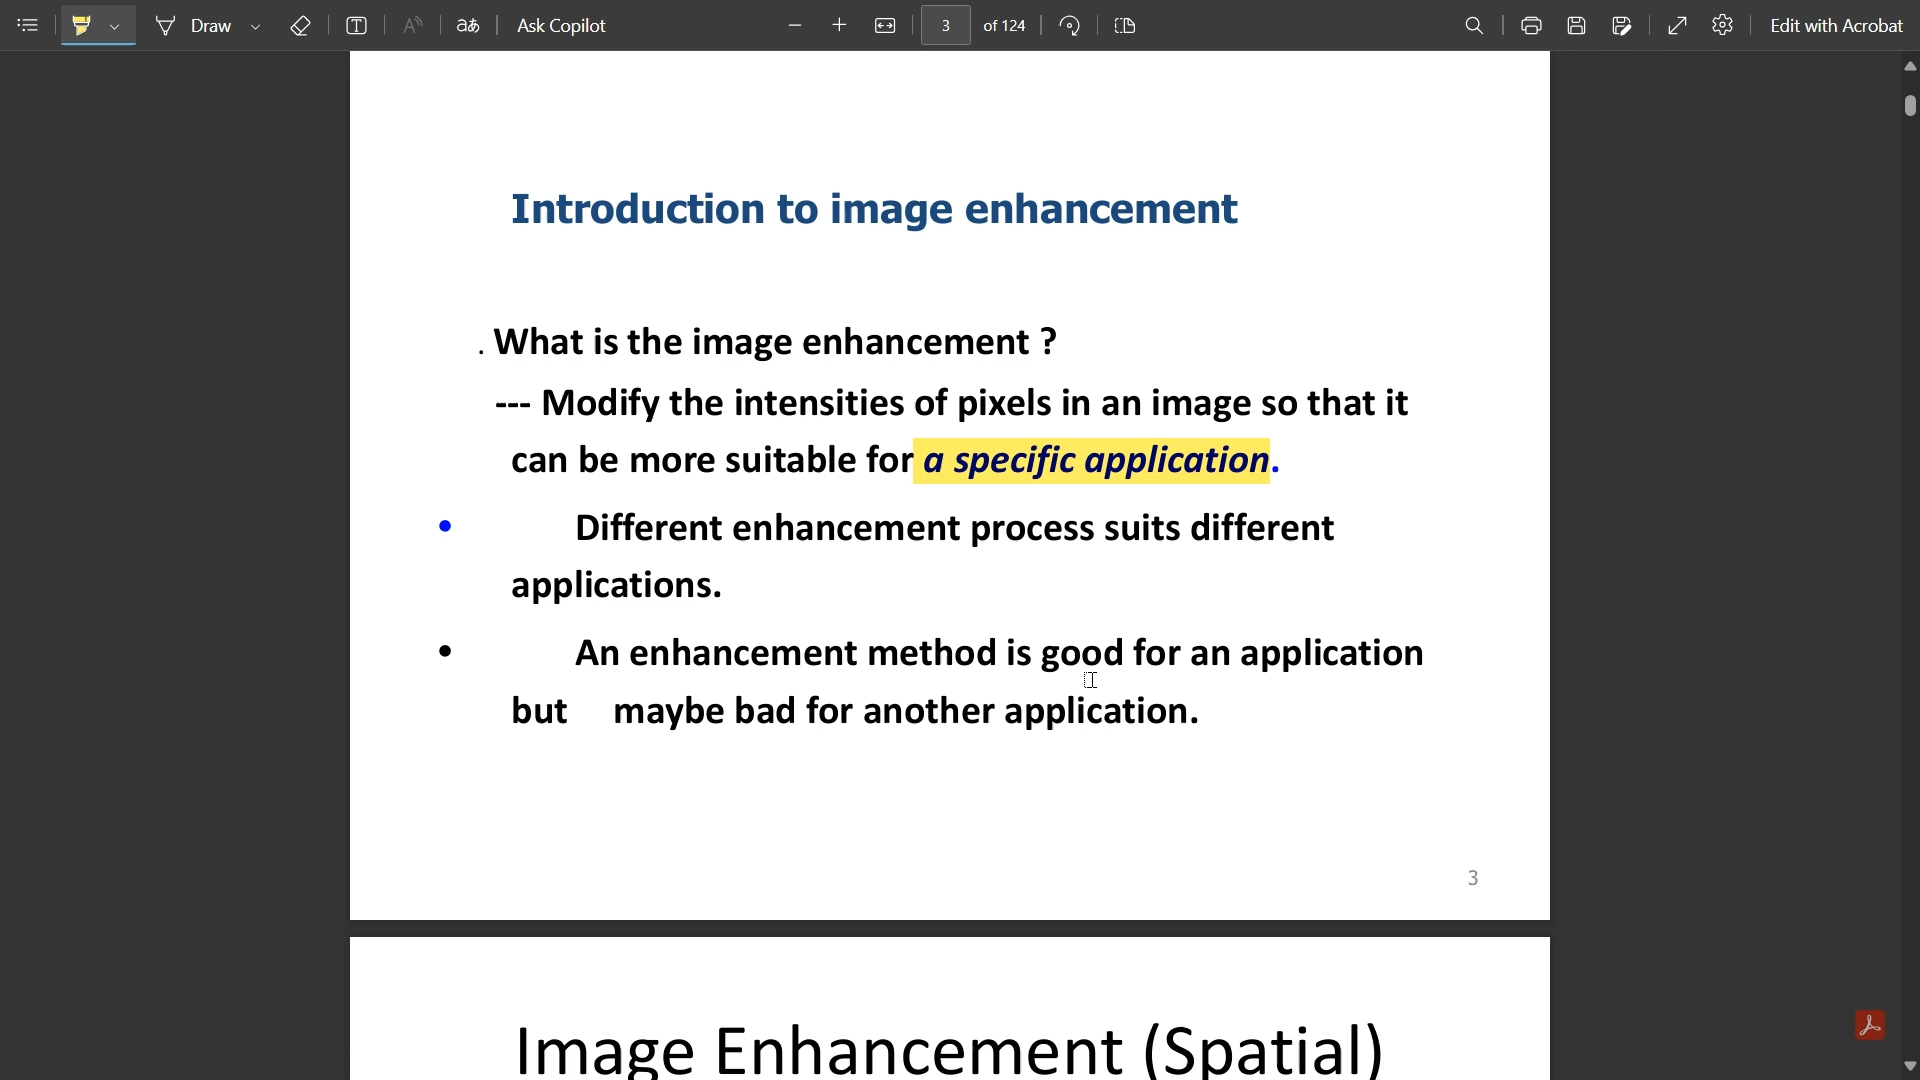 Draw
aあ
Ask Copilot
3
of 124
Edit with Acrobat
Introduction to image enhancement
. What is the image enhancement ?
--- Modify the intensities of pixels in an image so that it
can be more suitable for a specific application.
• Different enhancement process suits different
applications.
• An enhancement method is good for an application
but maybe bad for another application.
3
Image Enhancement (Spatial)